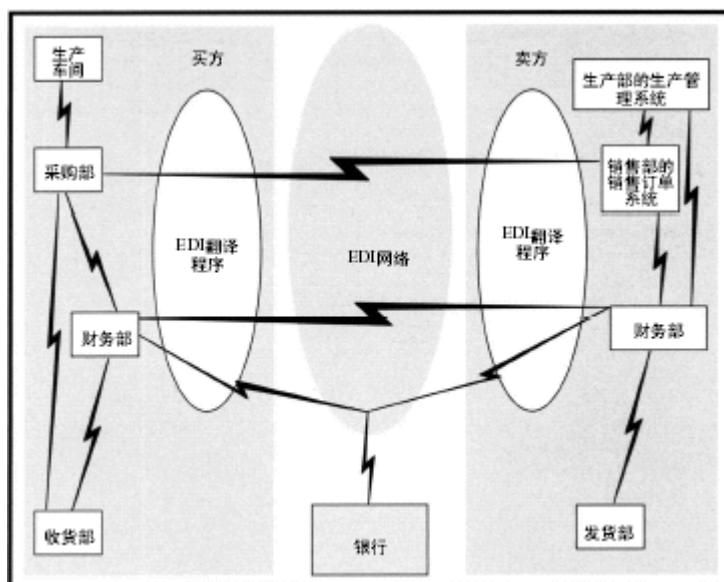 买方
卖方
生产
车间
生产部的生产管
理系统
采购部
销售部的
销售订单
系统
EDI翻译
程序
EDI网络
EDI翻译
程序
财务部
财务部
收货部
银行
发货部